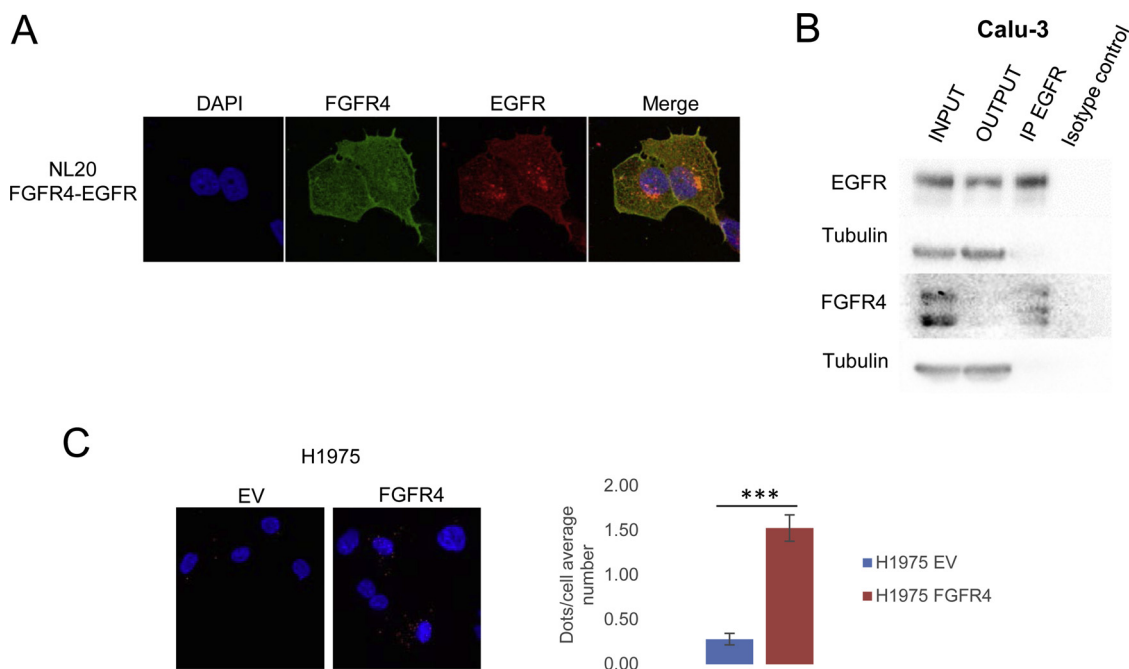 A
DAPI
FGFR4
EGFR
Merge
NL20
FGFR4-EGFR
B
Calu-3
INPUT
OUTPUT
IP EGFR
Isotype control
EGFR
Tubulin
FGFR4
Tubulin
C
H1975
EV
FGFR4
Dots/cell average
number
2.00
1.50
1.00
0.50
0.00
***
H1975 EV
H1975 FGFR4